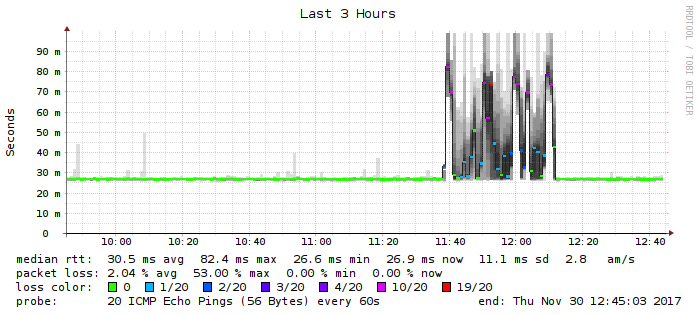 Last 3 Hours
RRDTOOL / TOBI OETIKER
Seconds
90 m
80 m
70 m
60 m
50 m
40 m
30 m
20 m
10 m
0
10:00 10:20 10:40 11:00 11:20 11:40 12:00 12:20 12:40
median rtt: 30.5 ms avg 82.4 ms max 26.6 ms min 26.9 ms now 11.1 ms sd 2.8 am/s
packet loss: 2.04 % avg 53.00 % max 0.00 % min 0.00 % now
loss color: 0 1/20 2/20 3/20 4/20 10/20 19/20
probe: 20 ICMP Echo Pings (56 Bytes) every 60s end: Thu Nov 30 12:45:03 2017